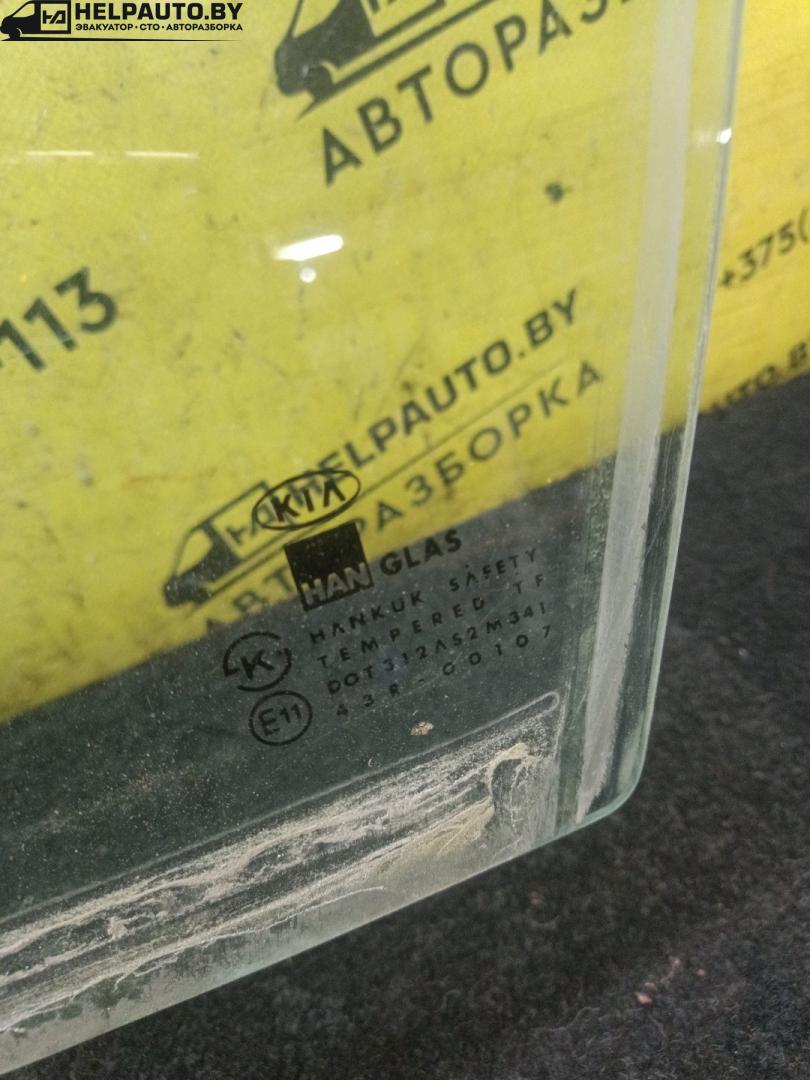 HELPAUTO.BY
ЭВАКУАТОР • СТО • АВТОРАЗБОРКА
АВТОРАЗ
+375(
113
HELPAUTO.BY
АВТОРАЗБОРКА
KIA
HAN GLAS
HANKUK SAFETY
TEMPERED TF
DOT312AS2M341
43R-00107
K
E11